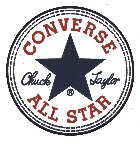 CONVERSE
Chuck Taylor
®
ALL STAR